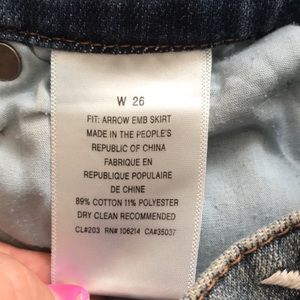 W 26
FIT: ARROW EMB SKIRT
MADE IN THE PEOPLE'S
REPUBLIC OF CHINA
FABRIQUE EN
REPUBLIQUE POPULAIRE
DE CHINE
89% COTTON 11% POLYESTER
DRY CLEAN RECOMMENDED
CL#203 RN# 106214 CA#35037